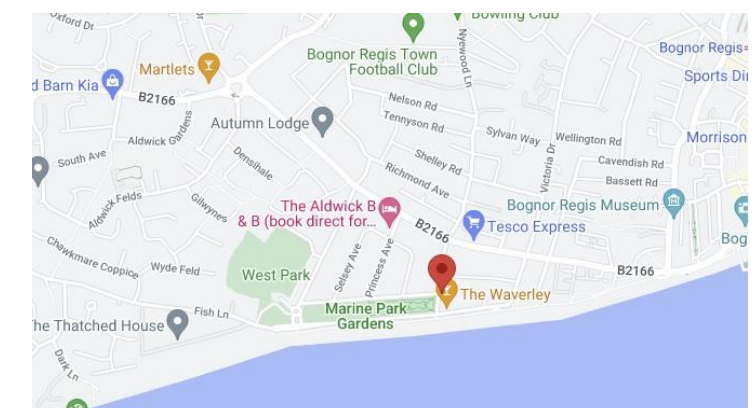 Oxford Dr
Bowling Club
Bognor Regis Town
Football Club
Nyewood Ln
Bognor Regis
Martlets
d Barn Kia
B2166
Sports Di
Nelson Rd
Tennyson Rd
Autumn Lodge
Aldwick Gardens
Sylvan Way
Wellington Rd
Morrison
South Ave
Densihale
Shelley Rd
Victoria Dr
Cavendish Rd
Richmond Ave
Bassett Rd
Aldwick Felds
Gilwynes
The Aldwick B
& B (book direct for...
Bognor Regis Museum
B2166
Tesco Express
Bog
Chawkmare Coppice
Wyde Feld
West Park
Selsey Ave
Princess Ave
B2166
The Waverley
Fish Ln
Marine Park
Gardens
The Thatched House
Dark Ln